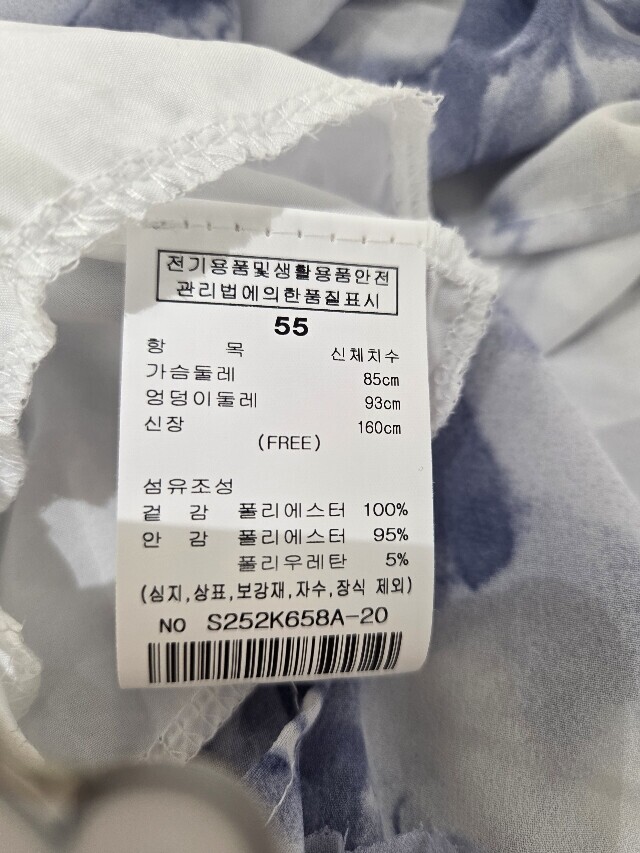 전기용품및생활용품안전
관리법에의한품질표시
55
항 목 신체치수
가슴둘레 85cm
엉덩이둘레 93cm
신장 160cm
(FREE)
섬유조성
겉 감 폴리에스터 100%
안 감 폴리에스터 95%
폴리우레탄 5%
(심지,상표,보강재,자수,장식 제외)
NO S252K658A-20